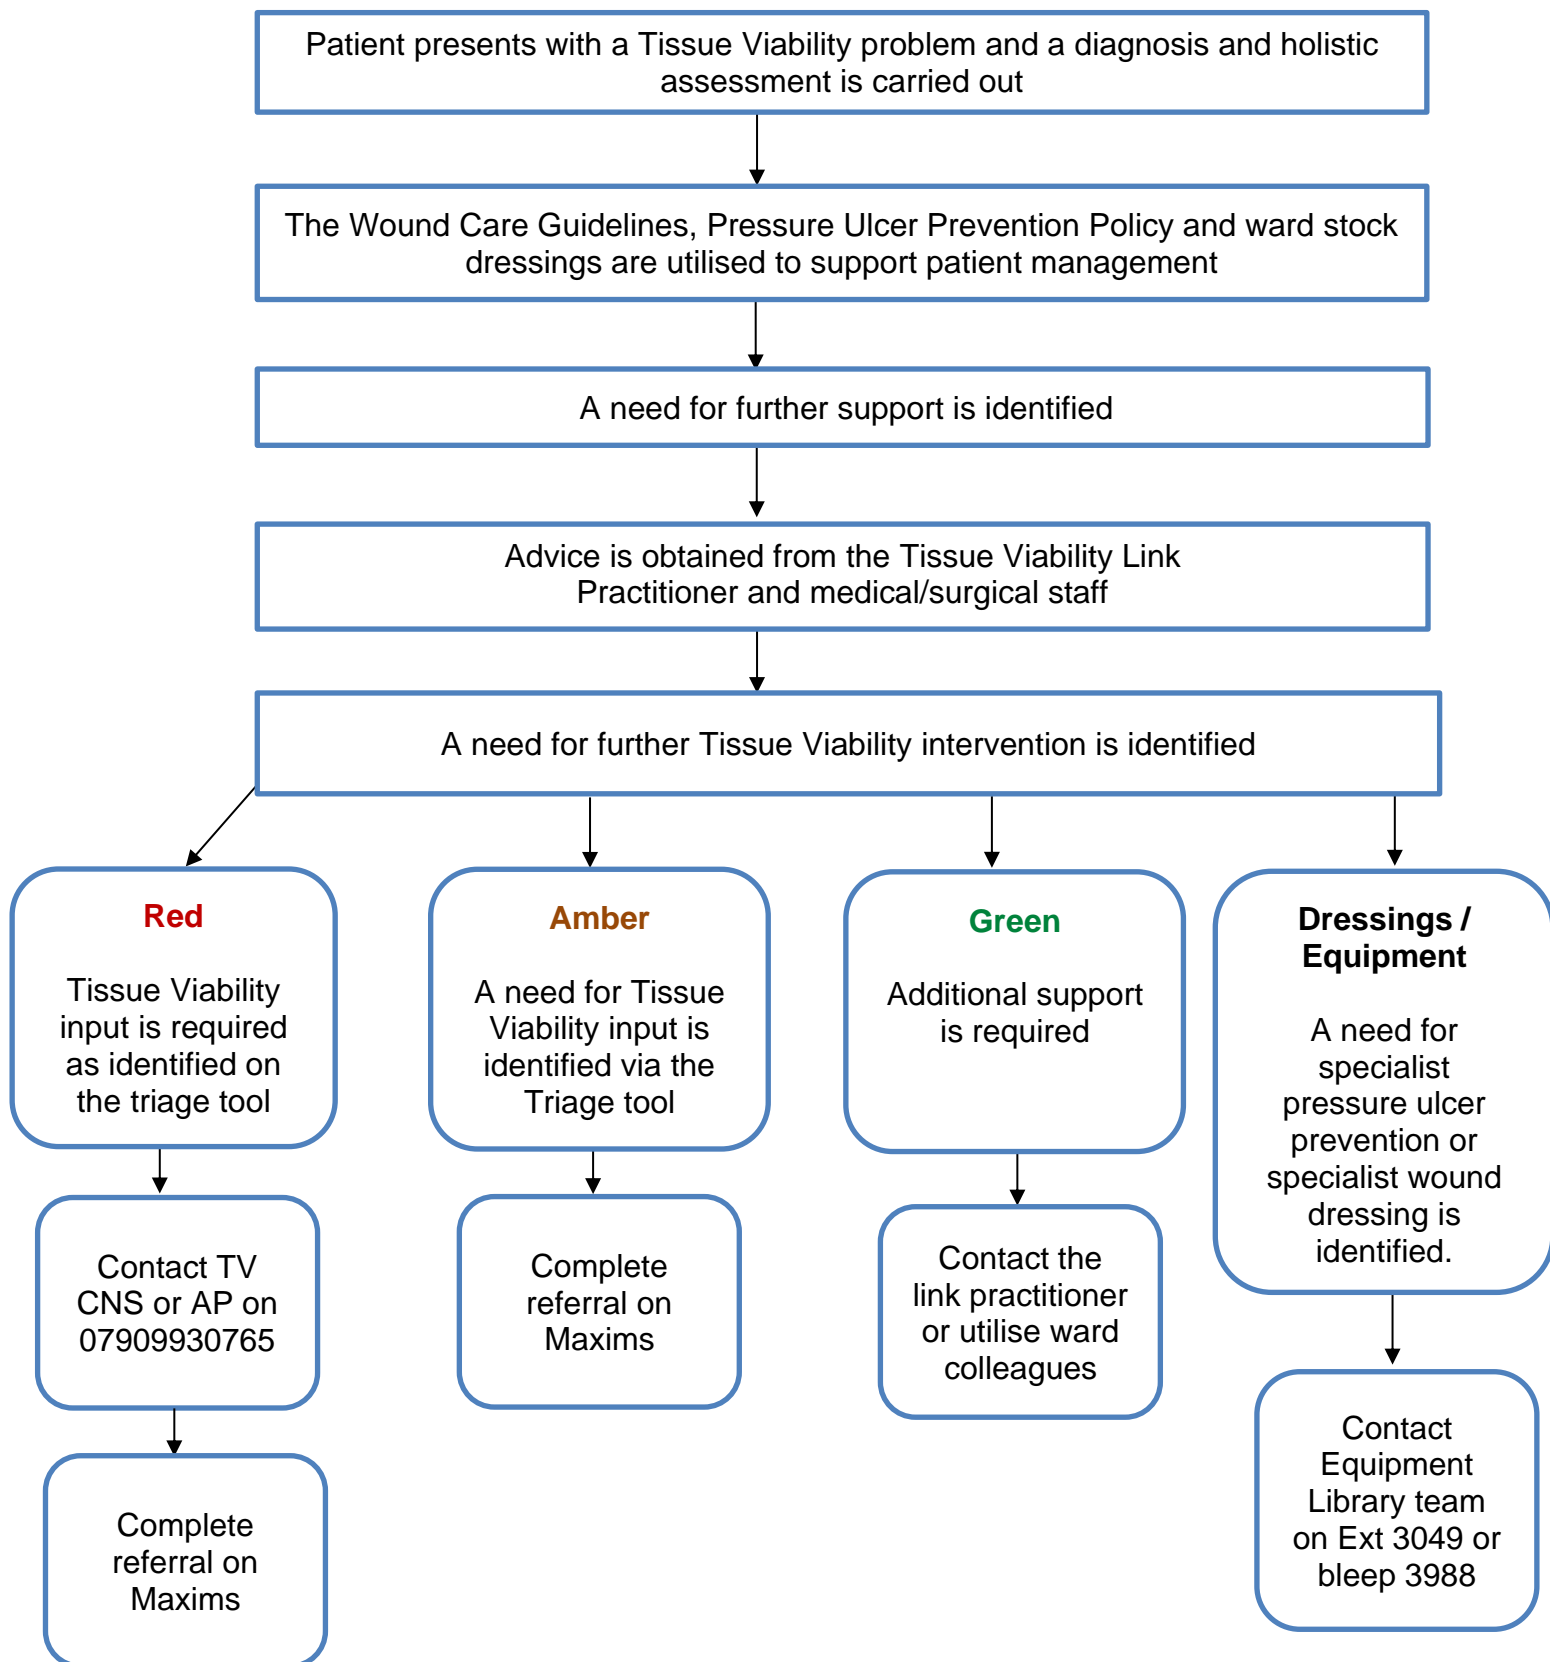 Patient presents with a Tissue Viability problem and a diagnosis and holistic
assessment is carried out
The Wound Care Guidelines, Pressure Ulcer Prevention Policy and ward stock
dressings are utilised to support patient management
A need for further support is identified
Advice is obtained from the Tissue Viability Link
Practitioner and medical/surgical staff
A need for further Tissue Viability intervention is identified
Red
Tissue Viability
input is required
as identified on
the triage tool
Contact TV
CNS or AP on
07909930765
Complete
referral on
Maxims
Amber
A need for Tissue
Viability input is
identified via the
Triage tool
Complete
referral on
Maxims
Green
Additional support
is required
Contact the
link practitioner
or utilise ward
colleagues
Dressings /
Equipment
A need for
specialist
pressure ulcer
prevention or
specialist wound
dressing is
identified.
Contact
Equipment
Library team
on Ext 3049 or
bleep 3988